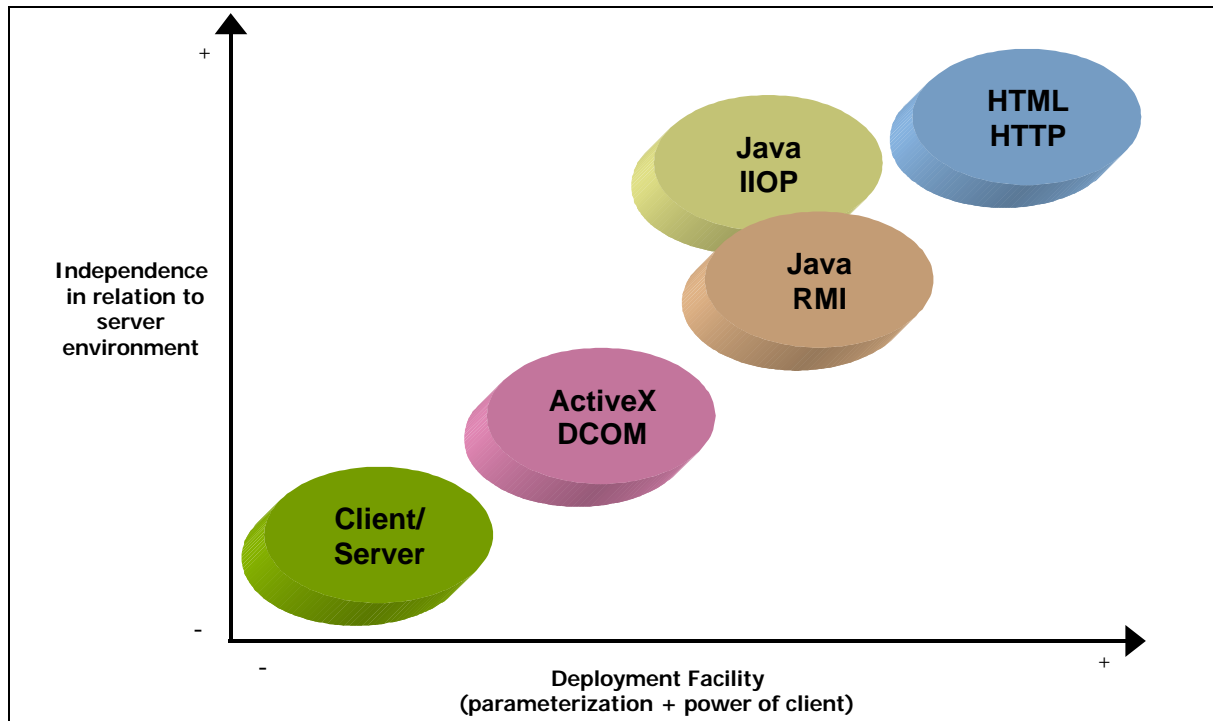 +
HTML
HTTP
Java
IIOP
Java
RMI
Independence
in relation to
server
environment
ActiveX
DCOM
Client/
Server
-
-
+
Deployment Facility
(parameterization + power of client)